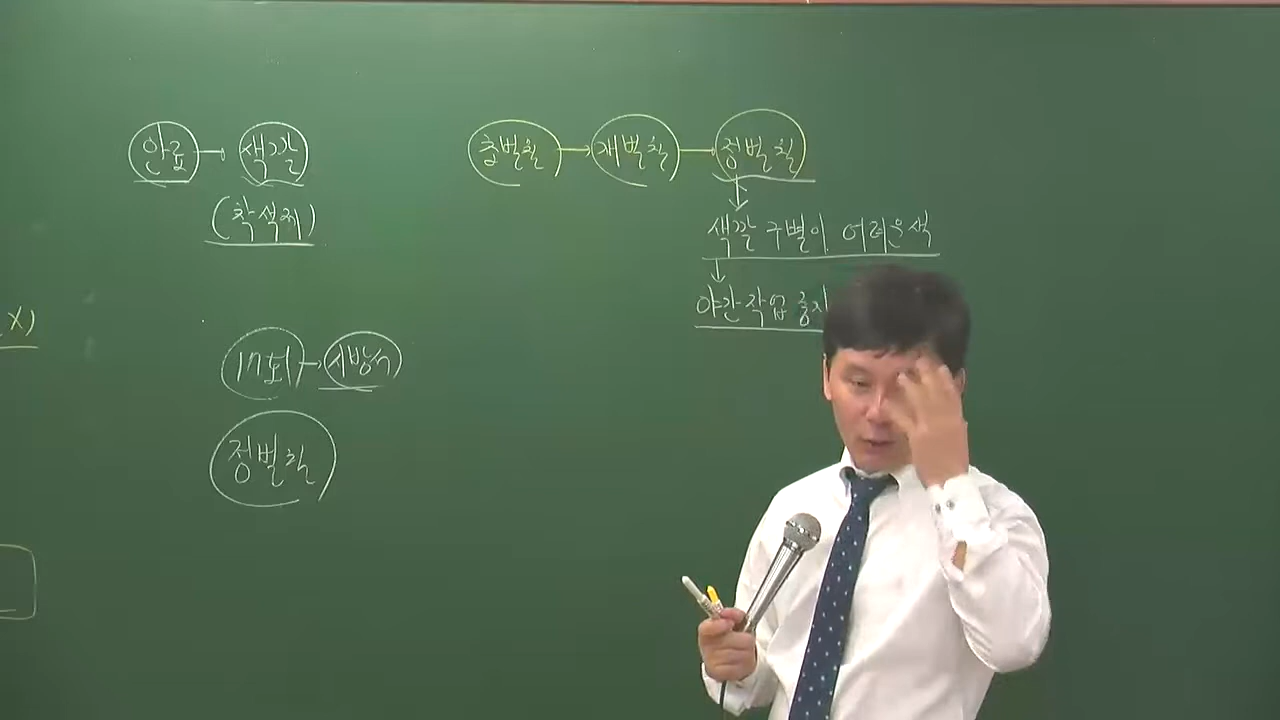 안료 → 색깔
(착색제)
초벌칠 → 재벌칠 → 정벌칠
↓
색깔 구별이 어려운 색
↓
야간작업 중지
X)
1n회 → 시방서
정벌칠